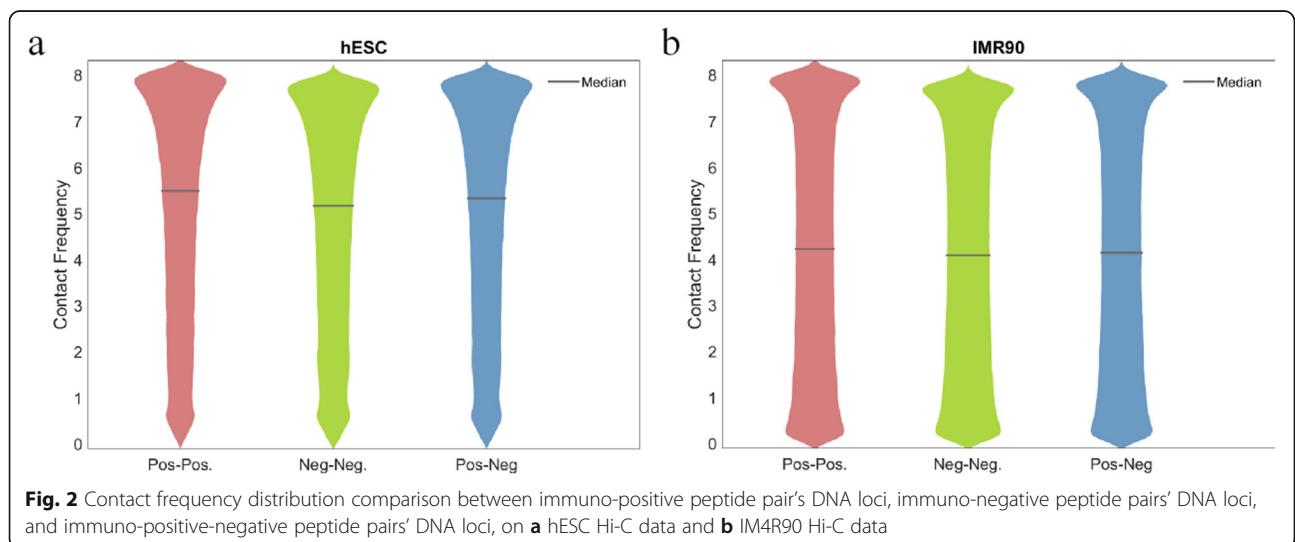 a
hESC
Contact Frequency
8
7
6
5
4
3
2
1
0
Median
Pos-Pos.
Neg-Neg.
Pos-Neg
b
IMR90
Contact Frequency
8
7
6
5
4
3
2
1
0
Median
Pos-Pos.
Neg-Neg.
Pos-Neg
Fig. 2 Contact frequency distribution comparison between immuno-positive peptide pair's DNA loci, immuno-negative peptide pairs' DNA loci,
and immuno-positive-negative peptide pairs' DNA loci, on a hESC Hi-C data and b IM4R90 Hi-C data